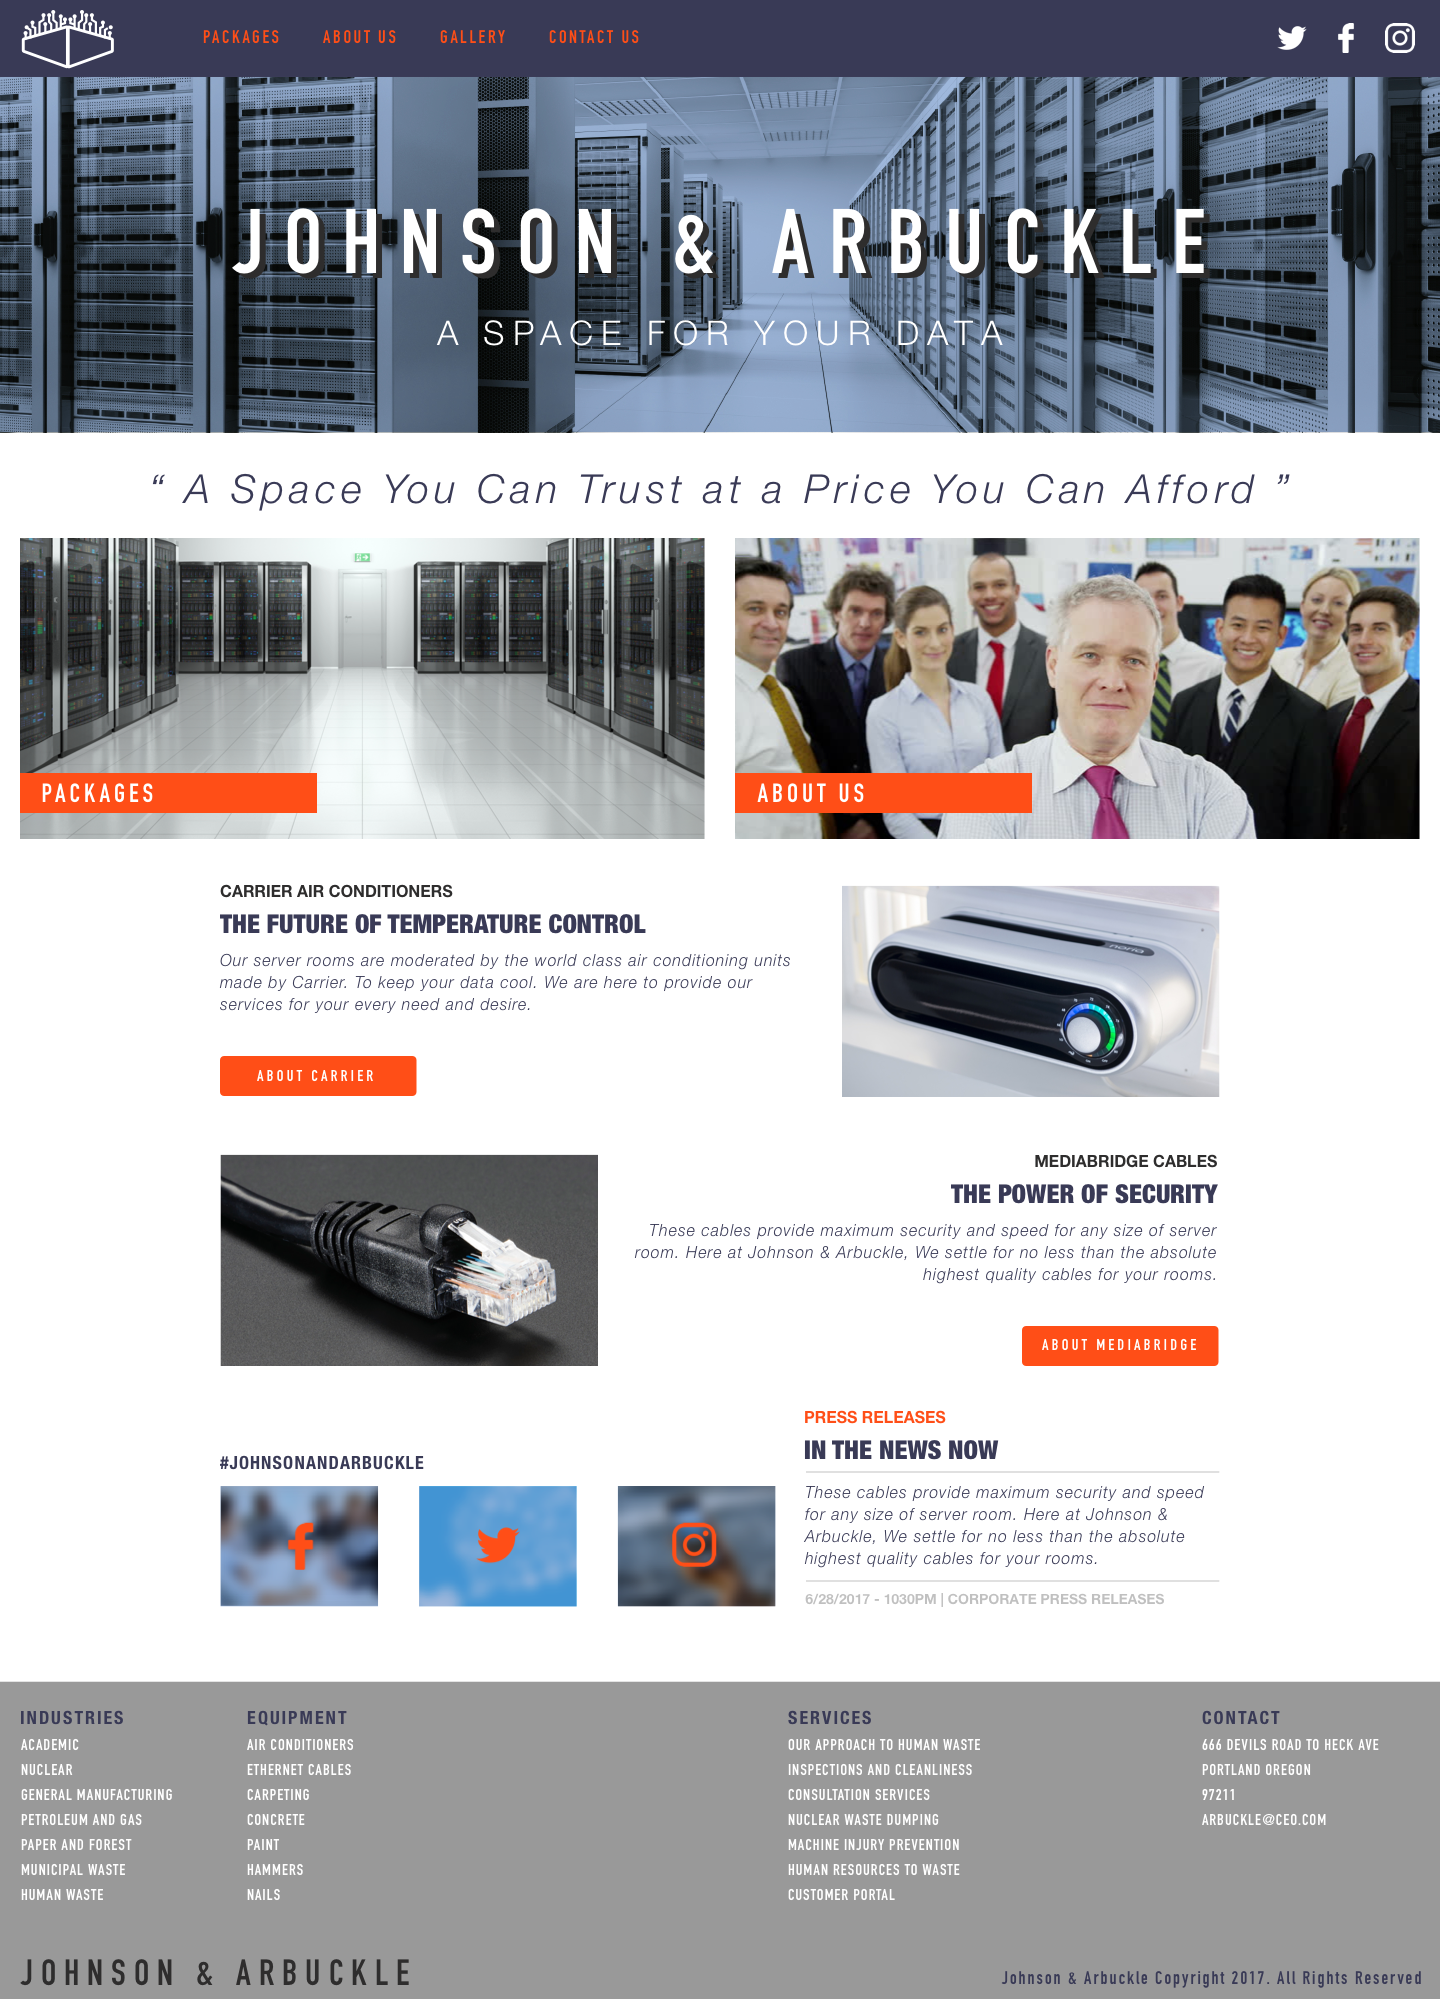 PACKAGES ABOUT US GALLERY CONTACT US
JOHNSON & ARBUCKLE
A SPACE FOR YOUR DATA
“ A Space You Can Trust at a Price You Can Afford ”
PACKAGES
ABOUT US
CARRIER AIR CONDITIONERS
THE FUTURE OF TEMPERATURE CONTROL
Our server rooms are moderated by the world class air conditioning units
made by Carrier. To keep your data cool. We are here to provide our
services for your every need and desire.
ABOUT CARRIER
noria
MEDIABRIDGE CABLES
THE POWER OF SECURITY
These cables provide maximum security and speed for any size of server
room. Here at Johnson & Arbuckle, We settle for no less than the absolute
highest quality cables for your rooms.
ABOUT MEDIABRIDGE
#JOHNSONANDARBUCKLE
PRESS RELEASES
IN THE NEWS NOW
These cables provide maximum security and speed
for any size of server room. Here at Johnson &
Arbuckle, We settle for no less than the absolute
highest quality cables for your rooms.
6/28/2017 - 1030PM | CORPORATE PRESS RELEASES
INDUSTRIES
ACADEMIC
NUCLEAR
GENERAL MANUFACTURING
PETROLEUM AND GAS
PAPER AND FOREST
MUNICIPAL WASTE
HUMAN WASTE
EQUIPMENT
AIR CONDITIONERS
ETHERNET CABLES
CARPETING
CONCRETE
PAINT
HAMMERS
NAILS
SERVICES
OUR APPROACH TO HUMAN WASTE
INSPECTIONS AND CLEANLINESS
CONSULTATION SERVICES
NUCLEAR WASTE DUMPING
MACHINE INJURY PREVENTION
HUMAN RESOURCES TO WASTE
CUSTOMER PORTAL
CONTACT
666 DEVILS ROAD TO HECK AVE
PORTLAND OREGON
97211
ARBUCKLE@CEO.COM
JOHNSON & ARBUCKLE
Johnson & Arbuckle Copyright 2017. All Rights Reserved